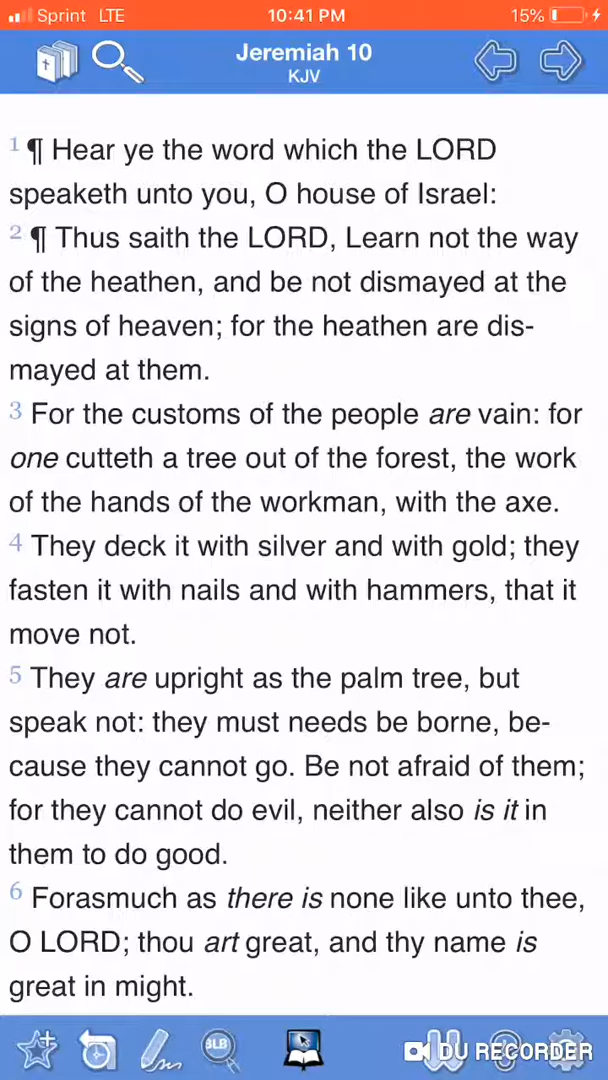 Sprint LTE 10:41 PM 15%
Jeremiah 10
KJV
1 ¶ Hear ye the word which the LORD
speaketh unto you, O house of Israel:
2 ¶ Thus saith the LORD, Learn not the way
of the heathen, and be not dismayed at the
signs of heaven; for the heathen are dis-
mayed at them.
3 For the customs of the people are vain: for
one cutteth a tree out of the forest, the work
of the hands of the workman, with the axe.
4 They deck it with silver and with gold; they
fasten it with nails and with hammers, that it
move not.
5 They are upright as the palm tree, but
speak not: they must needs be borne, be-
cause they cannot go. Be not afraid of them;
for they cannot do evil, neither also is it in
them to do good.
6 Forasmuch as there is none like unto thee,
O LORD; thou art great, and thy name is
great in might.
BLB
DU RECORDER